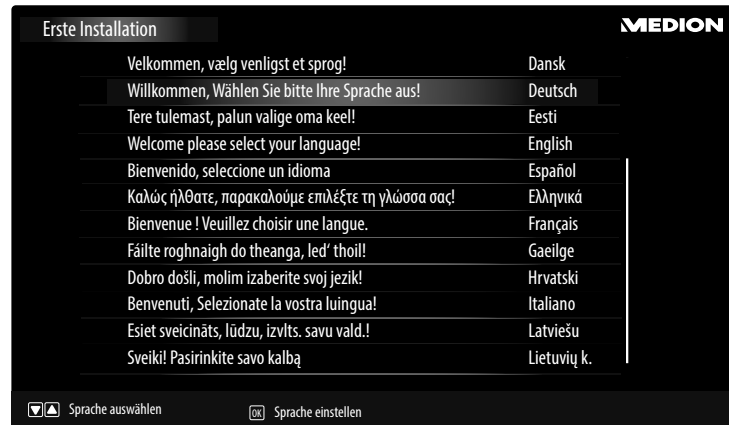 Erste Installation MEDION
Velkommen, vælg venligst et sprog! Dansk
Willkommen, Wählen Sie bitte Ihre Sprache aus! Deutsch
Tere tulemast, palun valige oma keel! Eesti
Welcome please select your language! English
Bienvenido, seleccione un idioma Español
Καλώς ήλθατε, παρακαλούμε επιλέξτε τη γλώσσα σας! Ελληνικά
Bienvenue ! Veuillez choisir une langue. Français
Fáilte roghnaigh do theanga, led‘ thoil! Gaeilge
Dobro došli, molim izaberite svoj jezik! Hrvatski
Benvenuti, Selezionate la vostra luingua! Italiano
Esiet sveicināts, lūdzu, izvlts. savu vald.! Latviešu
Sveiki! Pasirinkite savo kalbą Lietuvių k.
Sprache auswählen OK Sprache einstellen